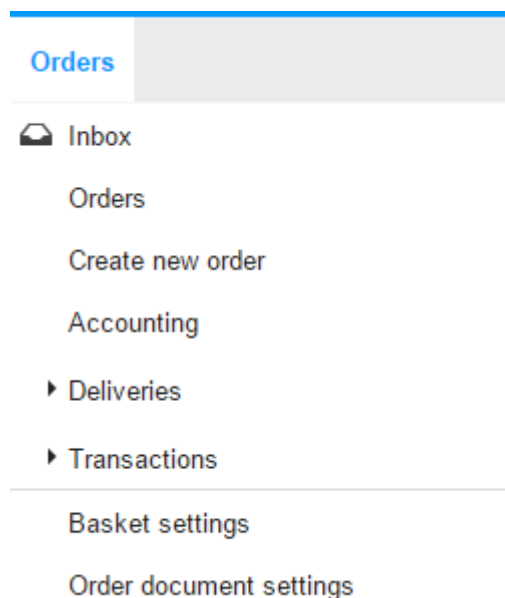 Orders
Inbox
Orders
Create new order
Accounting
Deliveries
Transactions
Basket settings
Order document settings